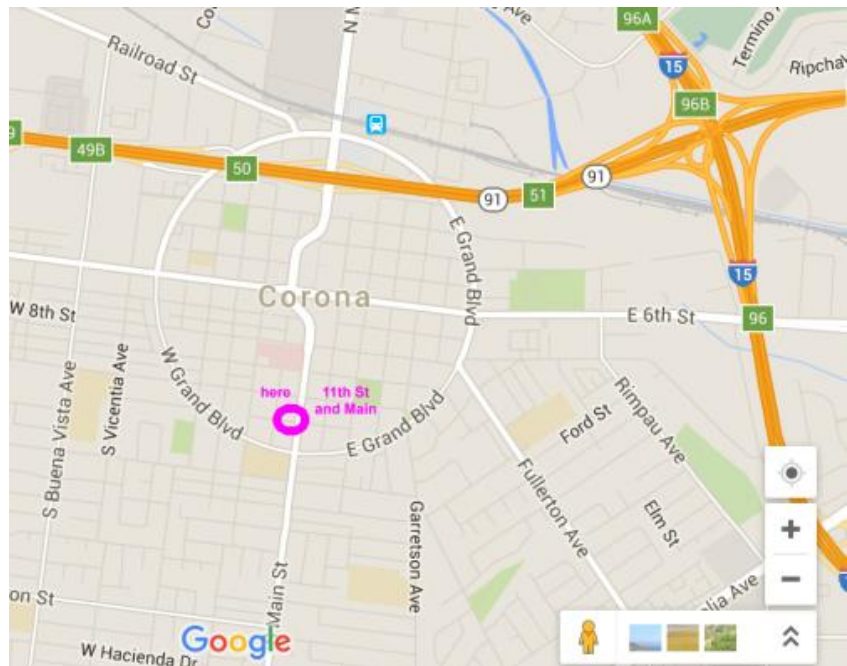 96A
Railroad St
N M
15
Ripchav
96B
9
49B
50
91
51
91
E Grand Blvd
15
Corona
W 8th St
E 6th St
96
here
11th St
and Main
W Grand Blvd
E Grand Blvd
S Vicentia Ave
S Buena Vista Ave
Ford St
Rimpau Ave
Fullerton Ave
Elm St
Garretson Ave
Main St
on St
W Hacienda Dr
Google
+
−